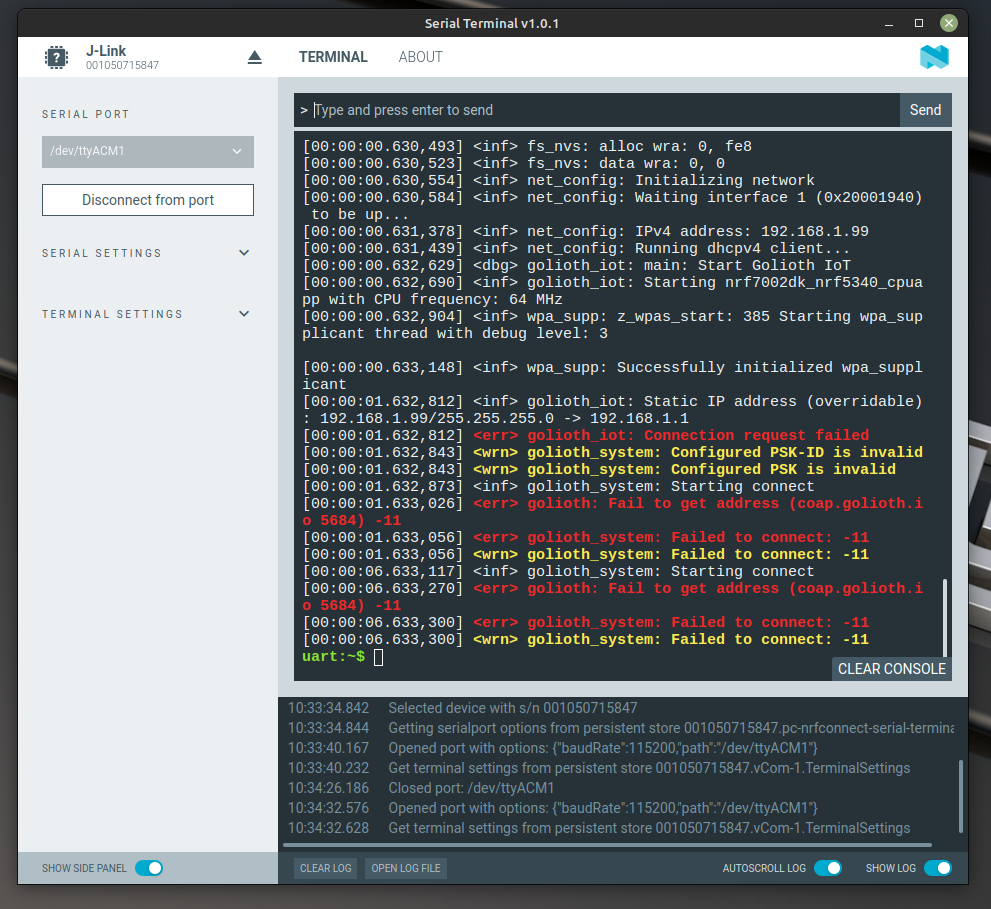 Serial Terminal v1.0.1
J-Link
001050715847
TERMINAL
ABOUT
SERIAL PORT
/dev/ttyACM1
Disconnect from port
SERIAL SETTINGS
TERMINAL SETTINGS
> Type and press enter to send
Send
[00:00:00.630,493] <inf> fs_nvs: alloc wra: 0, fe8
[00:00:00.630,523] <inf> fs_nvs: data wra: 0, 0
[00:00:00.630,554] <inf> net_config: Initializing network
[00:00:00.630,584] <inf> net_config: Waiting interface 1 (0x20001940)
to be up...
[00:00:00.631,378] <inf> net_config: IPv4 address: 192.168.1.99
[00:00:00.631,439] <inf> net_config: Running dhcpv4 client...
[00:00:00.632,629] <dbg> golioth_iot: main: Start Golioth IoT
[00:00:00.632,690] <inf> golioth_iot: Starting nrf7002dk_nrf5340_cpua
pp with CPU frequency: 64 MHz
[00:00:00.632,904] <inf> wpa_supp: z_wpas_start: 385 Starting wpa_sup
plicant thread with debug level: 3
[00:00:00.633,148] <inf> wpa_supp: Successfully initialized wpa_suppl
icant
[00:00:01.632,812] <inf> golioth_iot: Static IP address (overridable)
: 192.168.1.99/255.255.255.0 -> 192.168.1.1
[00:00:01.632,812] <err> golioth_iot: Connection request failed
[00:00:01.632,843] <wrn> golioth_system: Configured PSK-ID is invalid
[00:00:01.632,843] <wrn> golioth_system: Configured PSK is invalid
[00:00:01.632,873] <inf> golioth_system: Starting connect
[00:00:01.633,026] <err> golioth: Fail to get address (coap.golioth.i
o 5684) -11
[00:00:01.633,056] <err> golioth_system: Failed to connect: -11
[00:00:01.633,056] <wrn> golioth_system: Failed to connect: -11
[00:00:06.633,117] <inf> golioth_system: Starting connect
[00:00:06.633,270] <err> golioth: Fail to get address (coap.golioth.i
o 5684) -11
[00:00:06.633,300] <err> golioth_system: Failed to connect: -11
[00:00:06.633,300] <wrn> golioth_system: Failed to connect: -11
uart:~$
CLEAR CONSOLE
10:33:34.842 Selected device with s/n 001050715847
10:33:34.844 Getting serialport options from persistent store 001050715847.pc-nrfconnect-serial-termina
10:33:40.167 Opened port with options: {"baudRate":115200,"path":"/dev/ttyACM1"}
10:33:40.232 Get terminal settings from persistent store 001050715847.vCom-1.TerminalSettings
10:34:26.186 Closed port: /dev/ttyACM1
10:34:32.576 Opened port with options: {"baudRate":115200,"path":"/dev/ttyACM1"}
10:34:32.628 Get terminal settings from persistent store 001050715847.vCom-1.TerminalSettings
SHOW SIDE PANEL
CLEAR LOG
OPEN LOG FILE
AUTOSCROLL LOG
SHOW LOG